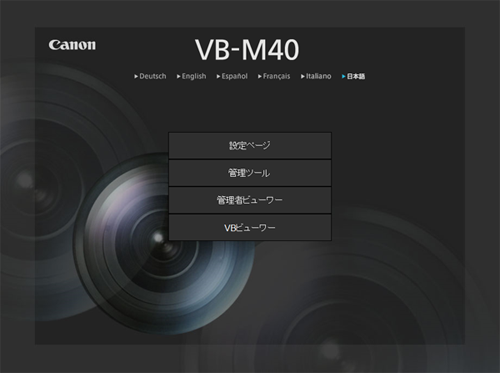 Canon
VB-M40
Deutsch English Español Français Italiano 日本語
設定ページ
管理ツール
管理者ビューワー
VBビューワー